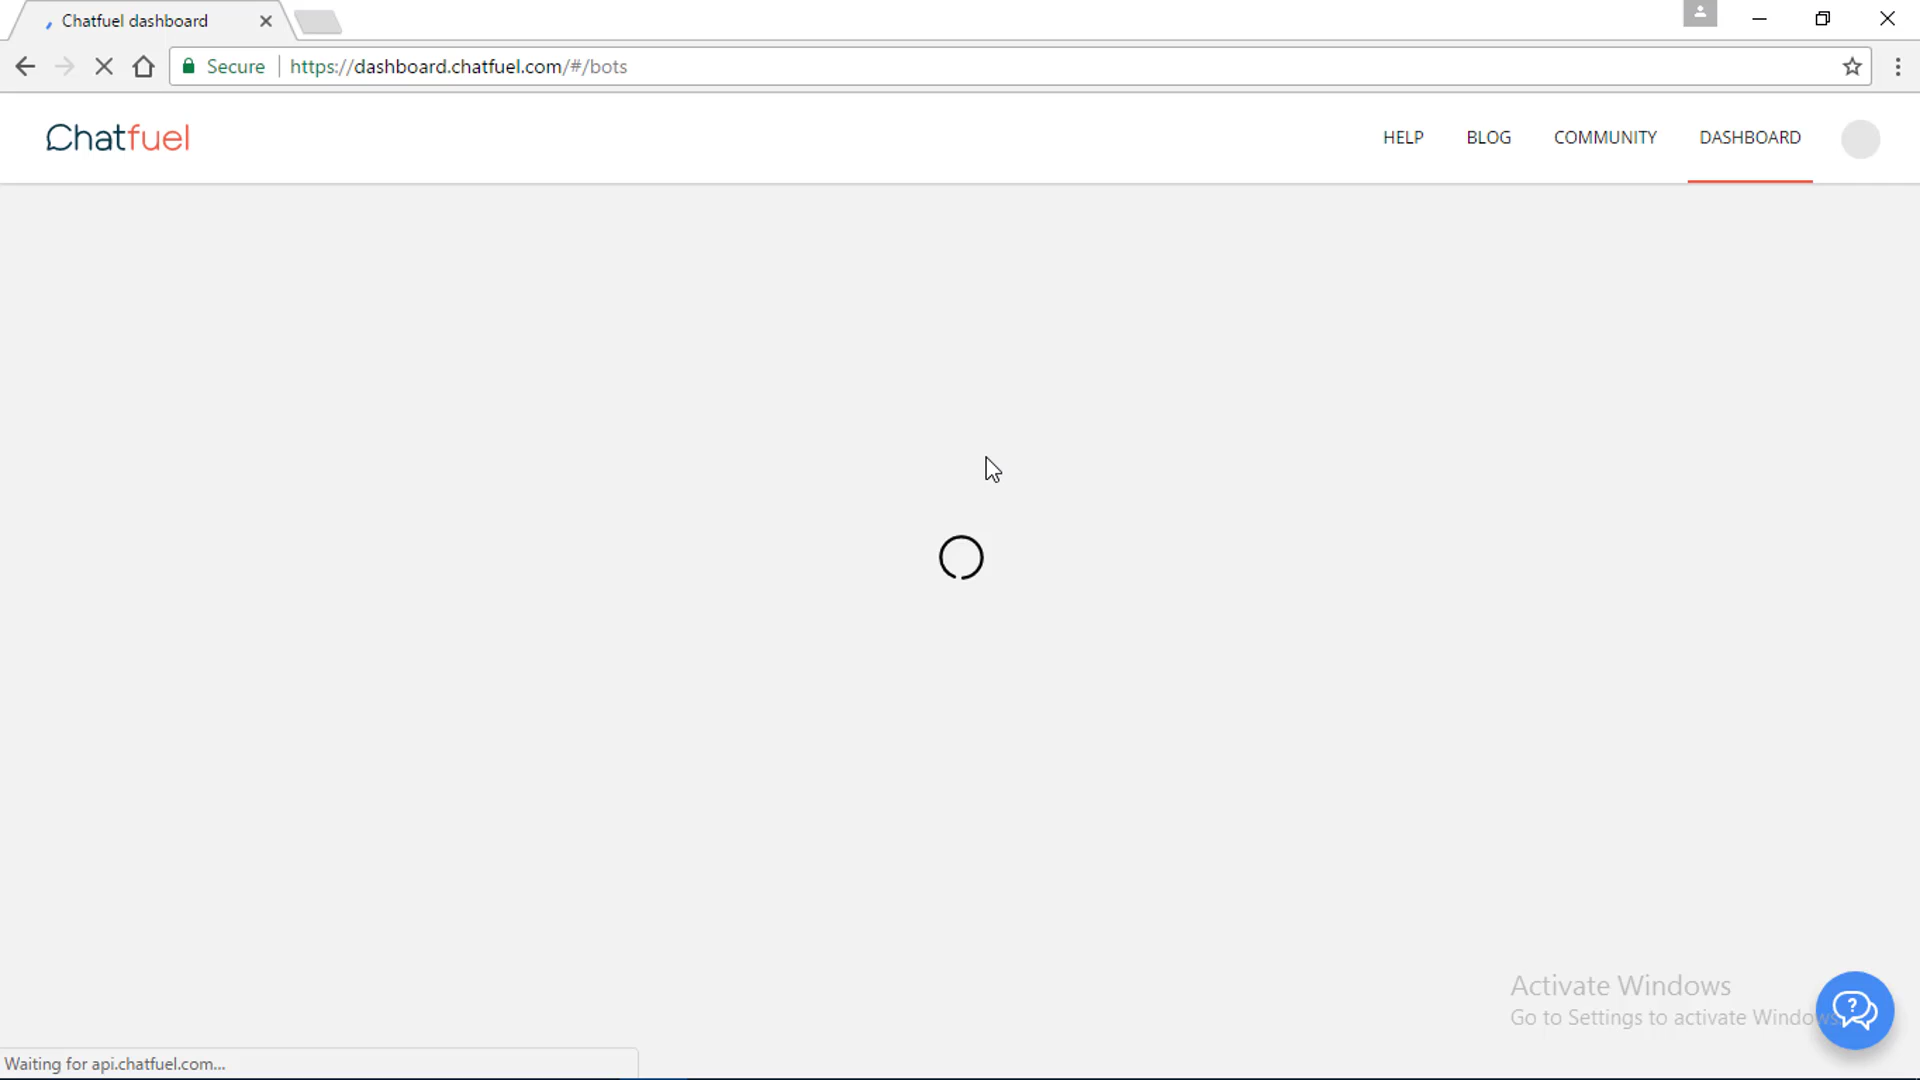 Chatfuel dashboard
Secure
https://dashboard.chatfuel.com/#/bots
Chatfuel
HELP
BLOG
COMMUNITY
DASHBOARD
Activate Windows
Go to Settings to activate Windows
?
Waiting for api.chatfuel.com...